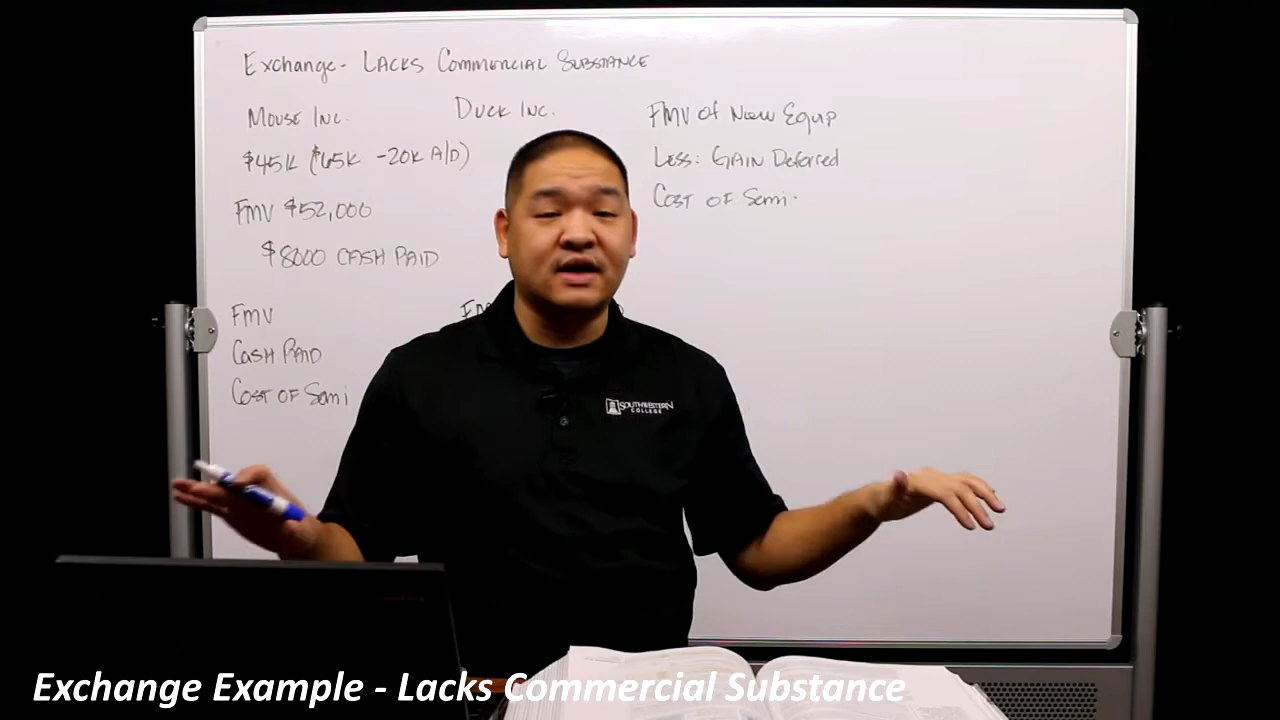 Exchange - Lacks Commercial Substance
Mouse Inc.
Duck Inc.
$45K ($65K -20K A/D)
FMV $52,000
$8000 Cash Paid
FMV
Cash Paid
Cost of Semi
FMV of New Equip
Less: Gain Deferred
Cost of Semi.
SOUTHWESTERN
COLLEGE
Exchange Example - Lacks Commercial Substance